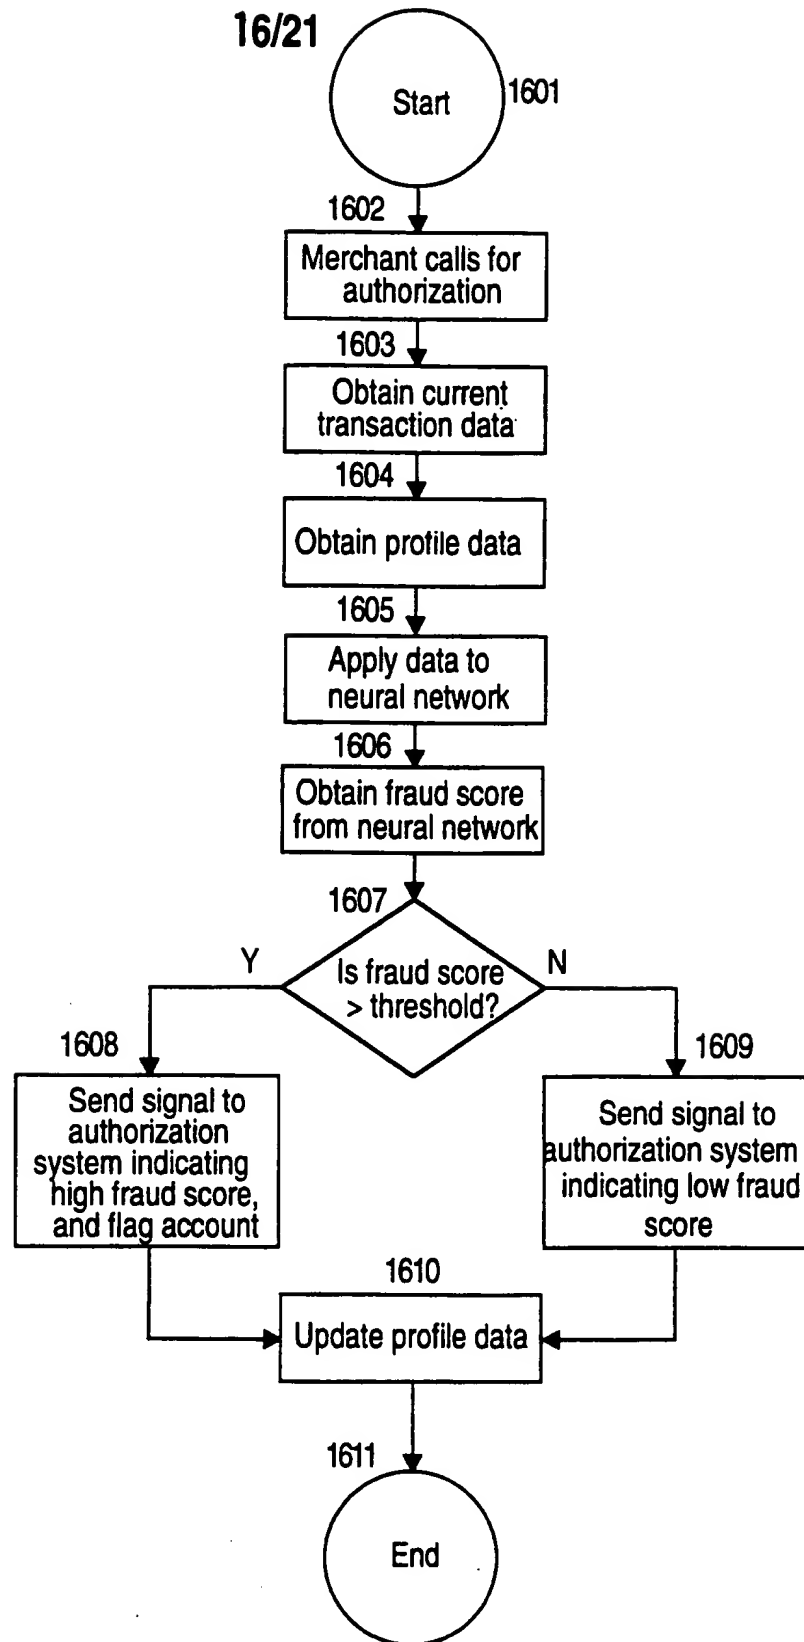 16/21
Start
1601
1602
Merchant calls for
authorization
1603
Obtain current
transaction data
1604
Obtain profile data
1605
Apply data to
neural network
1606
Obtain fraud score
from neural network
1607
Is fraud score
> threshold?
Y
N
1608
Send signal to
authorization
system indicating
high fraud score,
and flag account
1609
Send signal to
authorization system
indicating low fraud
score
1610
Update profile data
1611
End